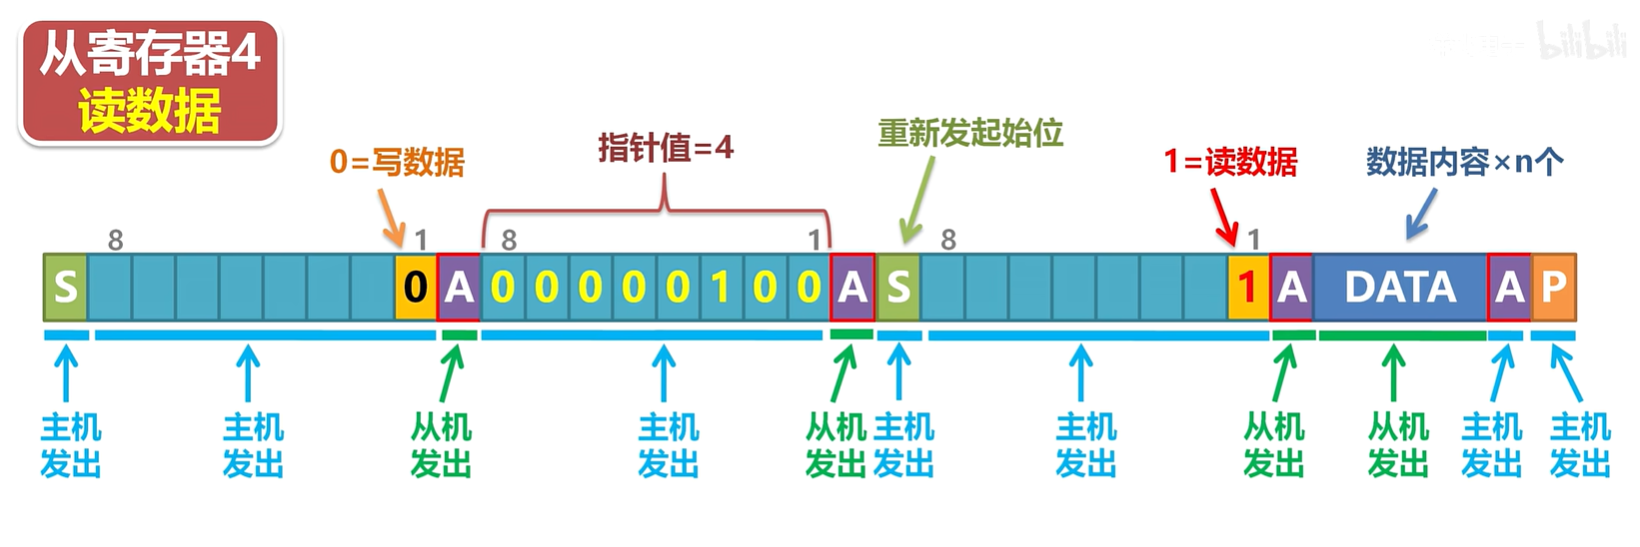 从寄存器4
读数据
bilibili
0=写数据
指针值=4
重新发起始位
1=读数据
数据内容×n个
8 1 8 1 8 1
S 0 A 0 0 0 0 0 1 0 0 A S 1 A DATA A P
主机 主机 从机 主机 从机 主机 主机 从机 从机 主机 主机
发出 发出 发出 发出 发出 发出 发出 发出 发出 发出 发出